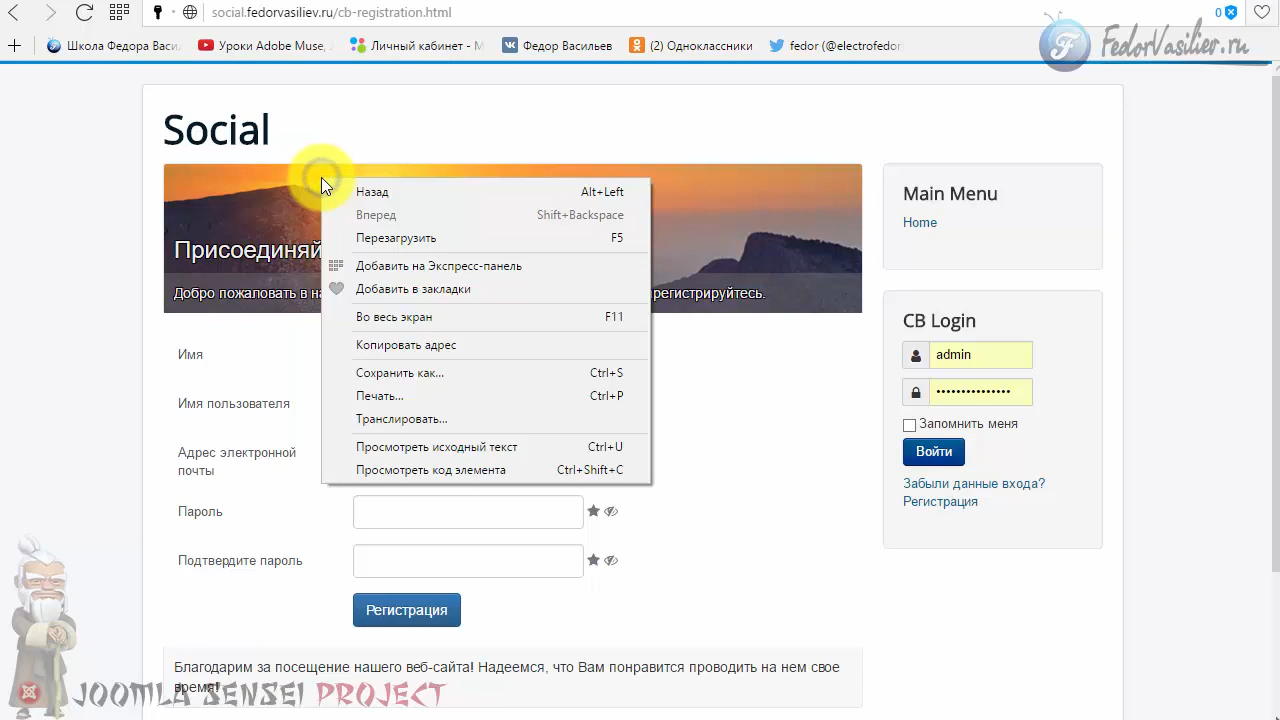 social.fedorvasiliev.ru/cb-registration.html
0
Школа Федора Васи
Уроки Adobe Muse,
Личный кабинет - М
Федор Васильев
(2) Одноклассники
fedor (@electrofedor
FedorVasiliev.ru
Social
Присоединяй
Добро пожаловать в на
арегистрируйтесь.
Назад Alt+Left
Вперед Shift+Backspace
Перезагрузить F5
Добавить на Экспресс-панель
Добавить в закладки
Во весь экран F11
Копировать адрес
Сохранить как... Ctrl+S
Печать... Ctrl+P
Транслировать...
Просмотреть исходный текст Ctrl+U
Просмотреть код элемента Ctrl+Shift+C
Имя
Имя пользователя
Адрес электронной
почты
Пароль
Подтвердите пароль
Регистрация
Благодарим за посещение нашего веб-сайта! Надеемся, что Вам понравится проводить на нем свое
время!
Main Menu
Home
CB Login
admin
•••••••••••••••
Запомнить меня
Войти
Забыли данные входа?
Регистрация
JOOMLA SENSEI PROJECT